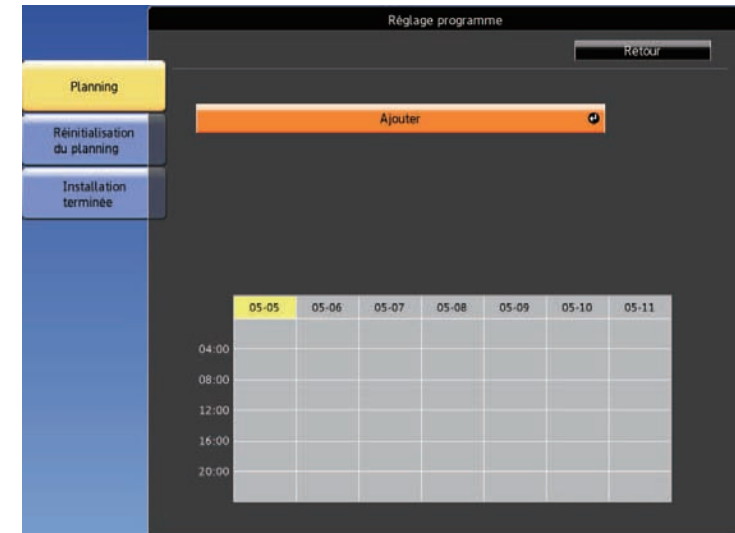 Réglage programme
Retour
Planning
Ajouter
Réinitialisation
du planning
Installation
terminée
05-05 05-06 05-07 05-08 05-09 05-10 05-11
04:00
08:00
12:00
16:00
20:00